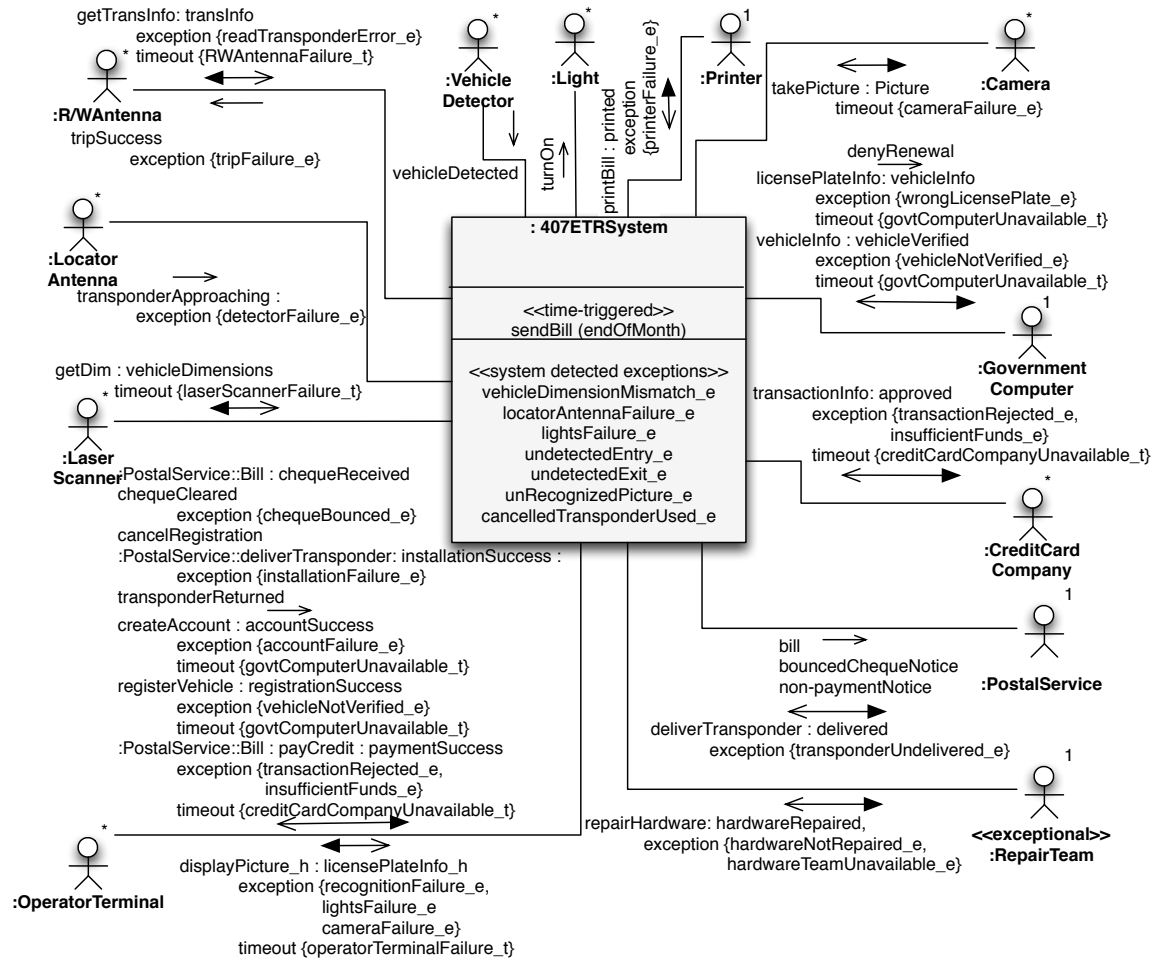 getTransInfo: transInfo
exception {readTransponderError_e}
timeout {RWAntennaFailure_t}
*
:R/WAntenna
tripSuccess
exception {tripFailure_e}
*
:Vehicle
Detector
vehicleDetected
*
:Light
turnOn
printBill : printed
exception
{printerFailure_e}
1
:Printer
*
:Camera
takePicture : Picture
timeout {cameraFailure_e}
denyRenewal
licensePlateInfo: vehicleInfo
exception {wrongLicensePlate_e}
timeout {govtComputerUnavailable_t}
vehicleInfo : vehicleVerified
exception {vehicleNotVerified_e}
timeout {govtComputerUnavailable_t}
1
:Government
Computer
*
:Locator
Antenna
transponderApproaching :
exception {detectorFailure_e}
: 407ETRSystem
<<time-triggered>>
sendBill (endOfMonth)
<<system detected exceptions>>
vehicleDimensionMismatch_e
locatorAntennaFailure_e
lightsFailure_e
undetectedEntry_e
undetectedExit_e
unRecognizedPicture_e
cancelledTransponderUsed_e
getDim : vehicleDimensions
timeout {laserScannerFailure_t}
*
:Laser
Scanner
transactionInfo: approved
exception {transactionRejected_e,
insufficientFunds_e}
timeout {creditCardCompanyUnavailable_t}
*
:CreditCard
Company
:PostalService::Bill : chequeReceived
chequeCleared
exception {chequeBounced_e}
cancelRegistration
:PostalService::deliverTransponder: installationSuccess :
exception {installationFailure_e}
transponderReturned
createAccount : accountSuccess
exception {accountFailure_e}
timeout {govtComputerUnavailable_t}
registerVehicle : registrationSuccess
exception {vehicleNotVerified_e}
timeout {govtComputerUnavailable_t}
:PostalService::Bill : payCredit : paymentSuccess
exception {transactionRejected_e,
insufficientFunds_e}
timeout {creditCardCompanyUnavailable_t}
*
:OperatorTerminal
displayPicture_h : licensePlateInfo_h
exception {recognitionFailure_e,
lightsFailure_e
cameraFailure_e}
timeout {operatorTerminalFailure_t}
1
:PostalService
bill
bouncedChequeNotice
non-paymentNotice
deliverTransponder : delivered
exception {transponderUndelivered_e}
1
<<exceptional>>
:RepairTeam
repairHardware: hardwareRepaired,
exception {hardwareNotRepaired_e,
hardwareTeamUnavailable_e}